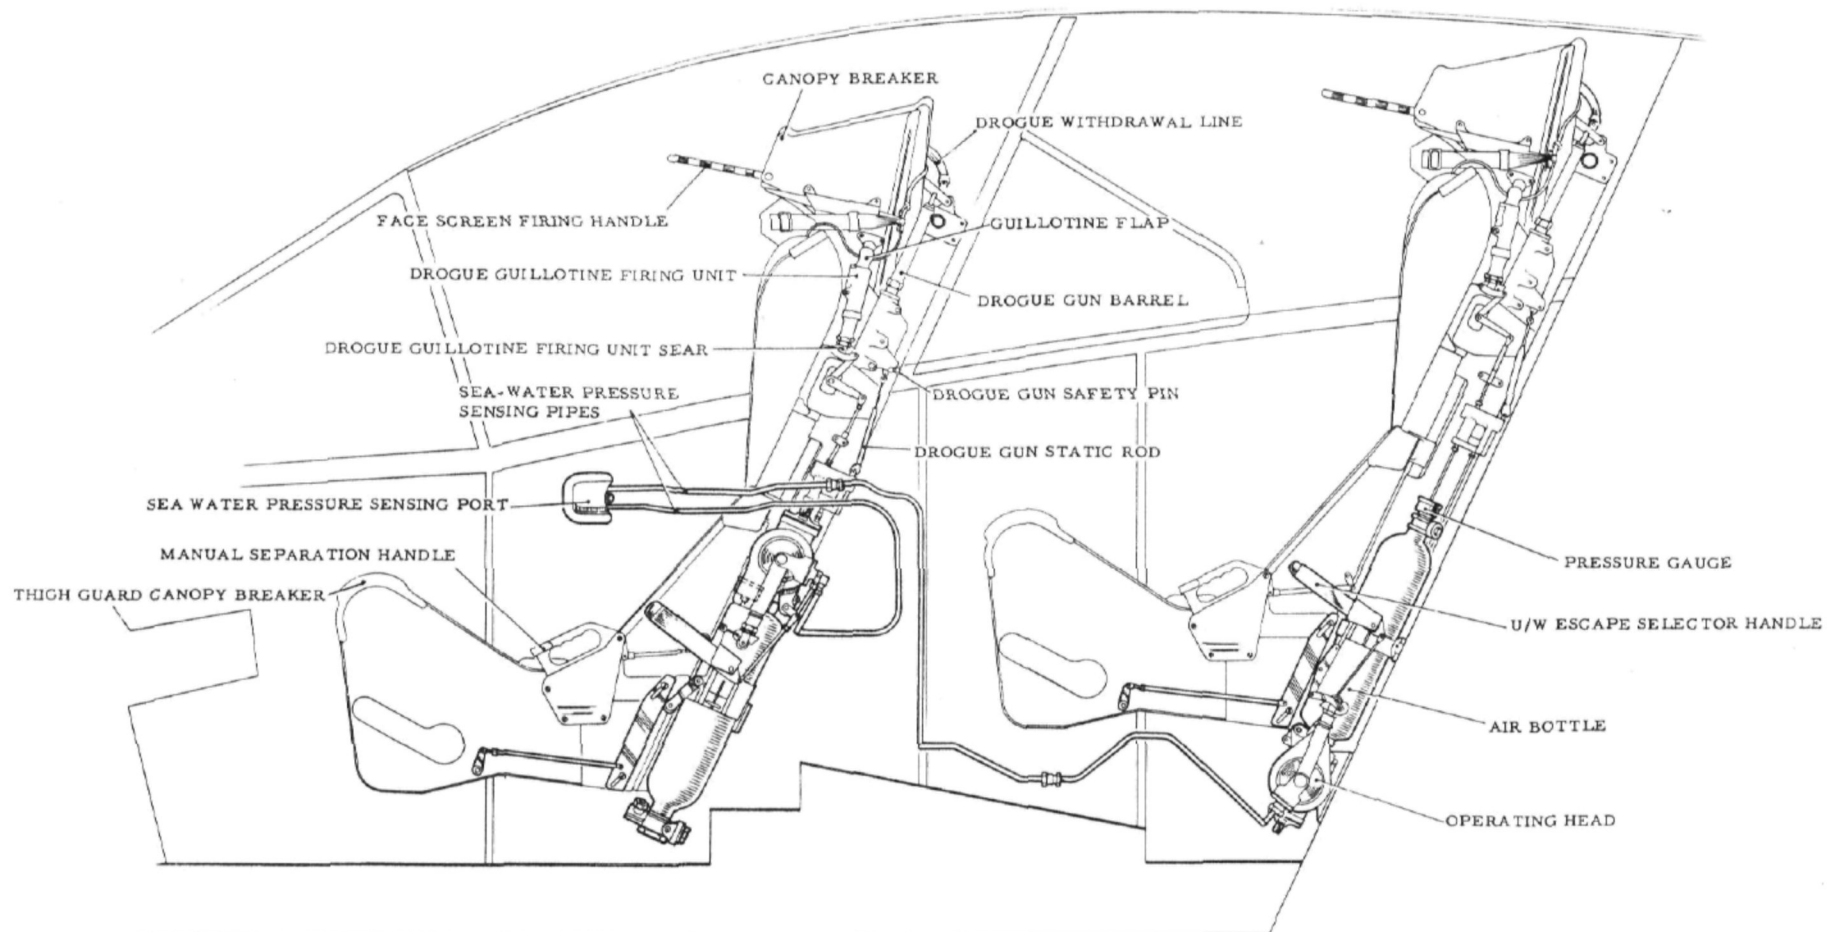 CANOPY BREAKER
DROGUE WITHDRAWAL LINE
FACE SCREEN FIRING HANDLE
GUILLOTINE FLAP
DROGUE GUILLOTINE FIRING UNIT
DROGUE GUN BARREL
DROGUE GUILLOTINE FIRING UNIT SEAR
SEA-WATER PRESSURE
SENSING PIPES
DROGUE GUN SAFETY PIN
DROGUE GUN STATIC ROD
SEA WATER PRESSURE SENSING PORT
MANUAL SEPARATION HANDLE
THIGH GUARD CANOPY BREAKER
PRESSURE GAUGE
U/W ESCAPE SELECTOR HANDLE
AIR BOTTLE
OPERATING HEAD